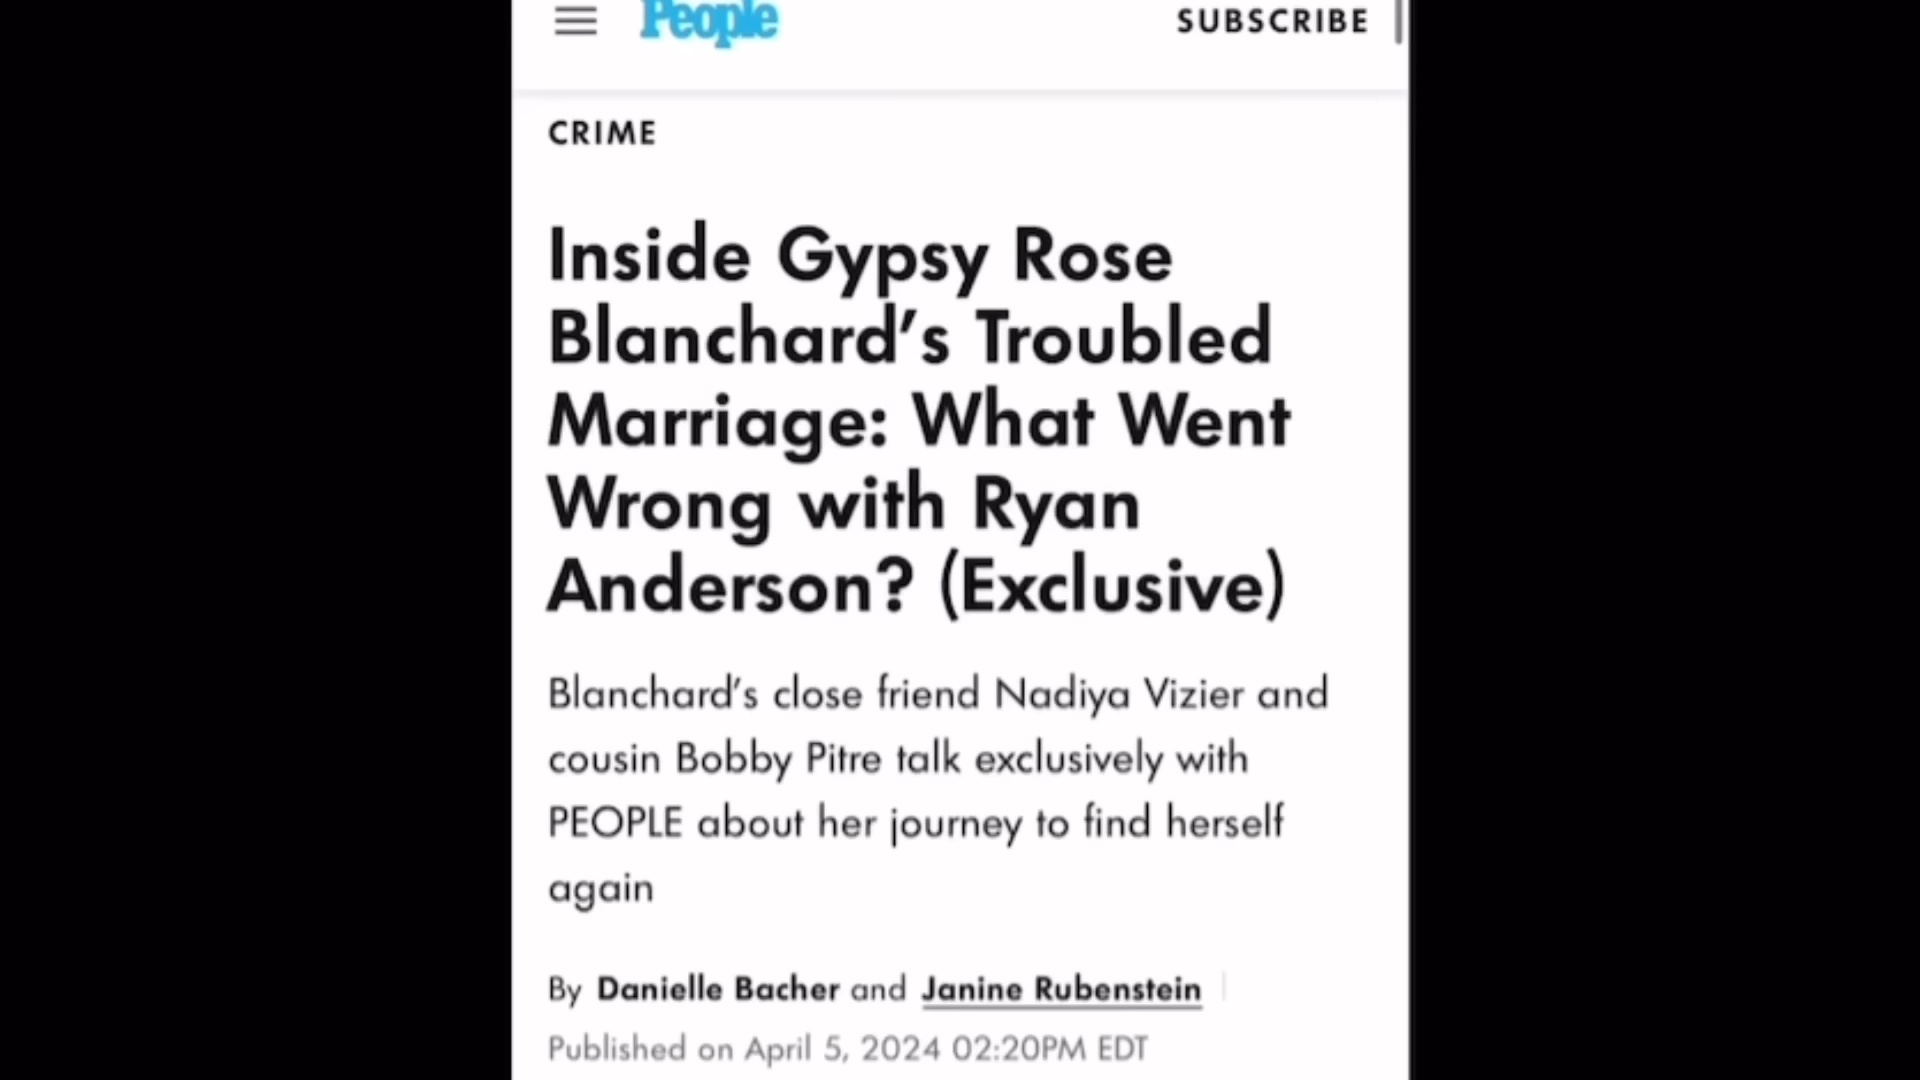 People
SUBSCRIBE
CRIME
Inside Gypsy Rose
Blanchard’s Troubled
Marriage: What Went
Wrong with Ryan
Anderson? (Exclusive)
Blanchard’s close friend Nadiya Vizier and
cousin Bobby Pitre talk exclusively with
PEOPLE about her journey to find herself
again
By Danielle Bacher and Janine Rubenstein
Published on April 5, 2024 02:20PM EDT